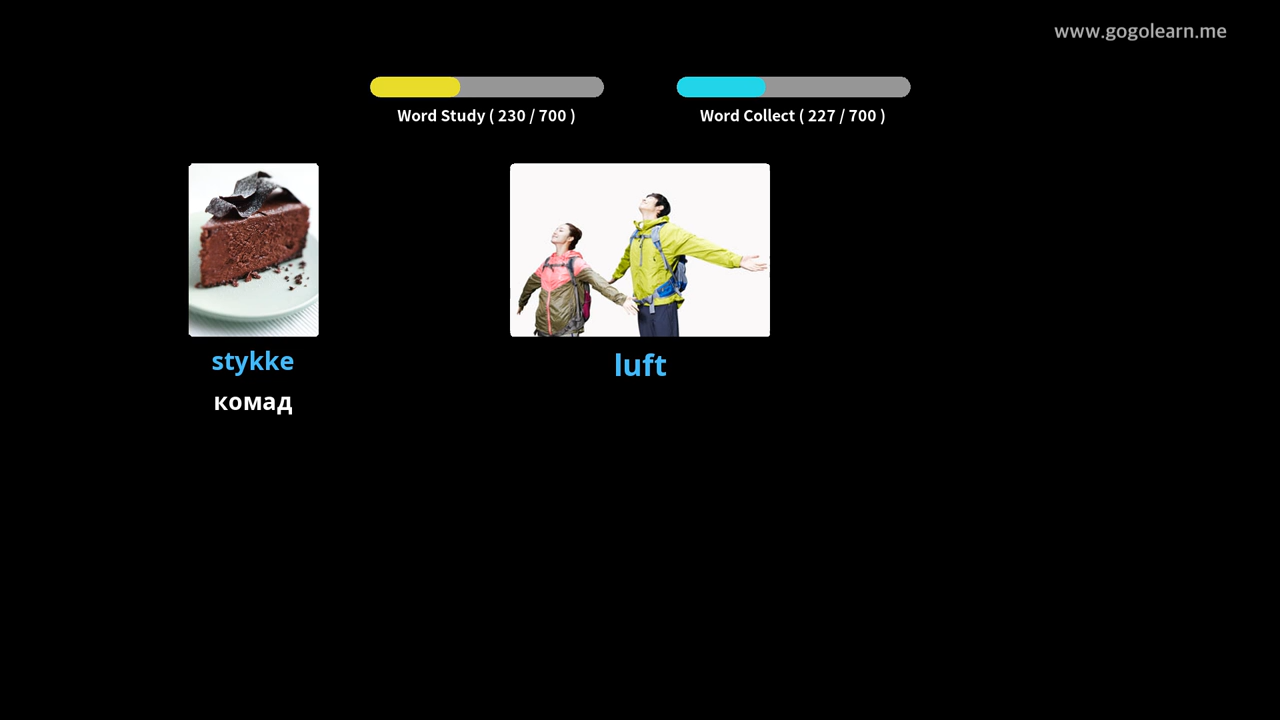 www.gogolearn.me
Word Study ( 230 / 700 )
Word Collect ( 227 / 700 )
stykke
комад
luft